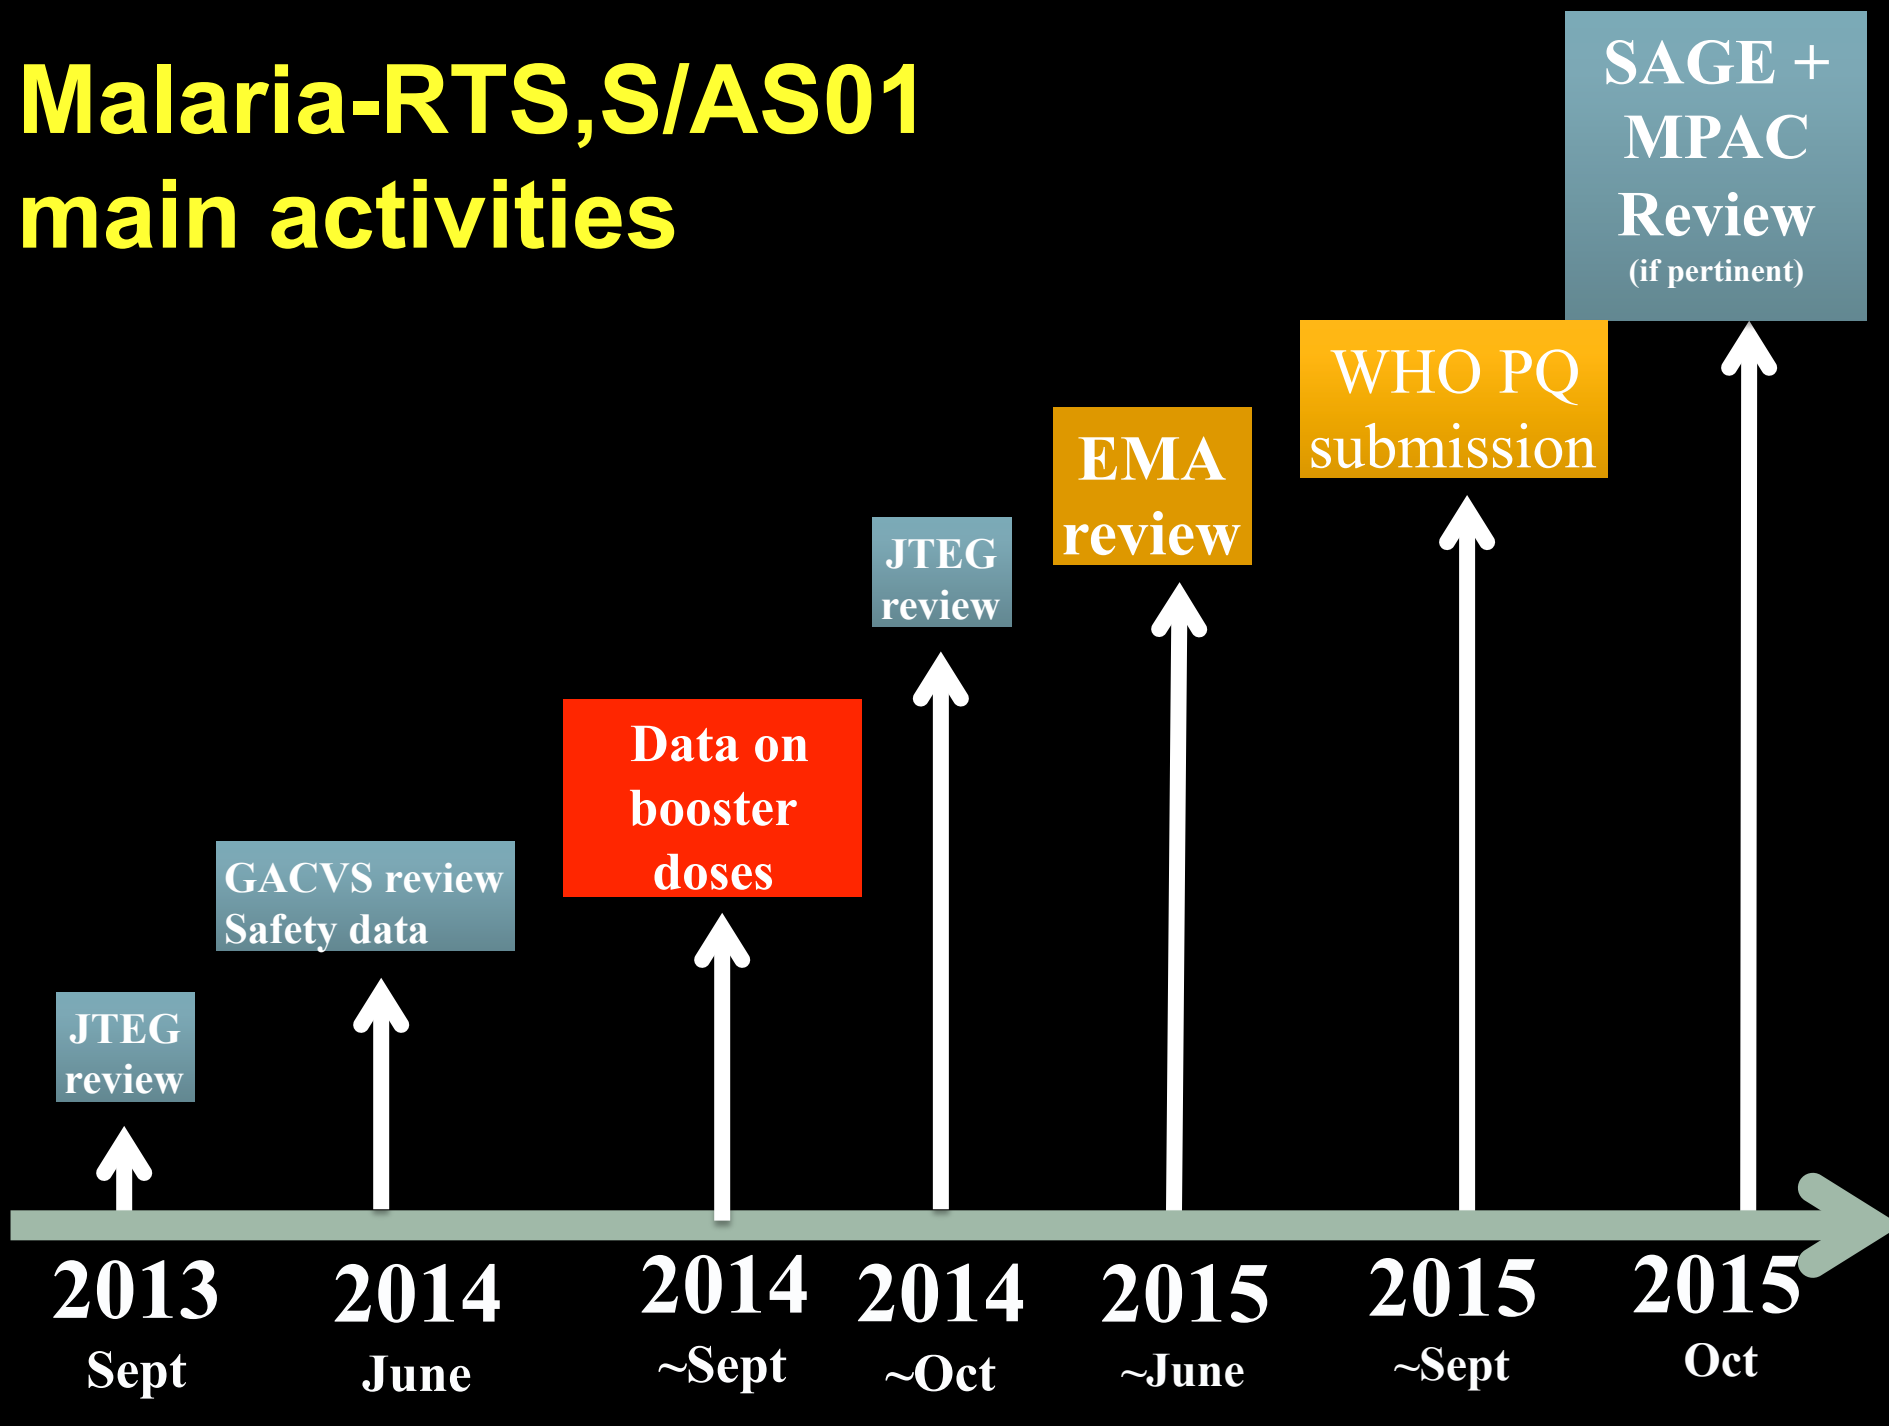 Malaria-RTS,S/AS01
main activities
SAGE +
MPAC
Review
(if pertinent)
WHO PQ
submission
EMA
review
JTEG
review
Data on
booster
doses
GACVS review
Safety data
JTEG
review
2013
Sept
2014
June
2014
~Sept
2014
~Oct
2015
~June
2015
~Sept
2015
Oct